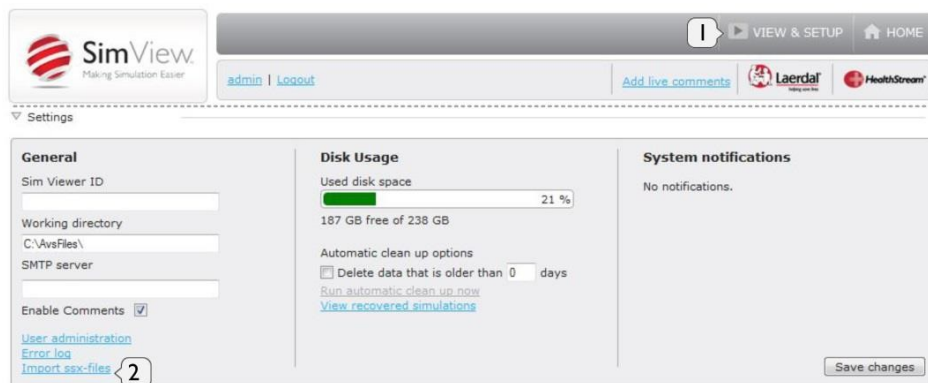 SimView
Making Simulation Easier
1 VIEW & SETUP HOME
admin | Logout
Add live comments Laerdal helping save lives HealthStream
Settings
General
Sim Viewer ID
Working directory
C:\AvsFiles\
SMTP server
Enable Comments
User administration
Error log
Import ssx-files 2
Disk Usage
Used disk space
21 %
187 GB free of 238 GB
Automatic clean up options
Delete data that is older than 0 days
Run automatic clean up now
View recovered simulations
System notifications
No notifications.
Save changes